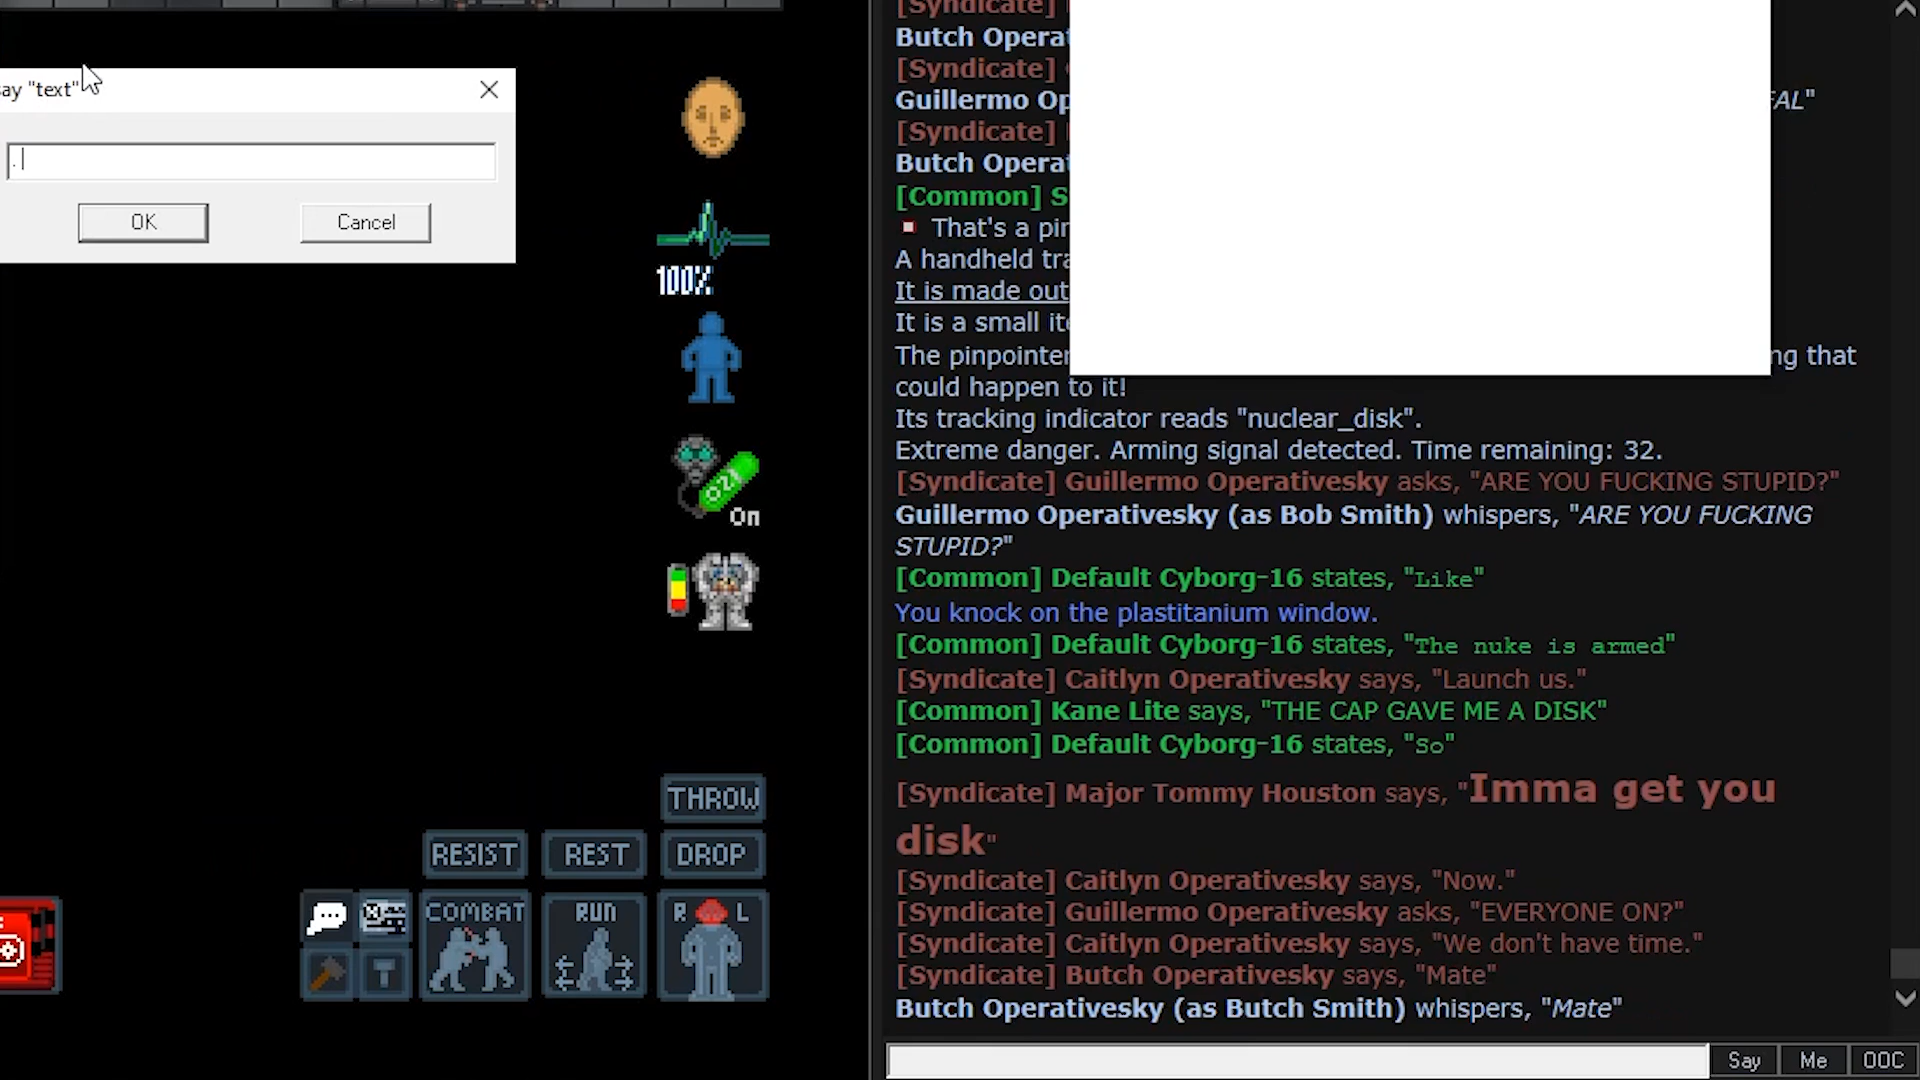 say "text"
.
OK
Cancel
100%
O2
On
THROW
RESIST
REST
DROP
COMBAT
RUN
R L
[Syndicate]
Butch Operat
[Syndicate]
Guillermo Op
EAL"
[Syndicate]
Butch Operat
[Common] S
That's a pin
A handheld tra
It is made out
It is a small ite
The pinpointer
ng that
could happen to it!
Its tracking indicator reads "nuclear_disk".
Extreme danger. Arming signal detected. Time remaining: 32.
[Syndicate] Guillermo Operativesky asks, "ARE YOU FUCKING STUPID?"
Guillermo Operativesky (as Bob Smith) whispers, "ARE YOU FUCKING
STUPID?"
[Common] Default Cyborg-16 states, "Like"
You knock on the plastitanium window.
[Common] Default Cyborg-16 states, "The nuke is armed"
[Syndicate] Caitlyn Operativesky says, "Launch us."
[Common] Kane Lite says, "THE CAP GAVE ME A DISK"
[Common] Default Cyborg-16 states, "So"
[Syndicate] Major Tommy Houston says, "Imma get you
disk"
[Syndicate] Caitlyn Operativesky says, "Now."
[Syndicate] Guillermo Operativesky asks, "EVERYONE ON?"
[Syndicate] Caitlyn Operativesky says, "We don't have time."
[Syndicate] Butch Operativesky says, "Mate"
Butch Operativesky (as Butch Smith) whispers, "Mate"
Say
Me
OOC